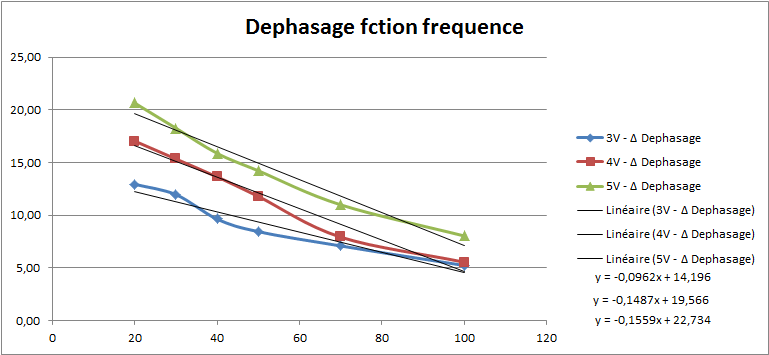 Dephasage fction frequence
25,00
20,00
15,00
10,00
5,00
0,00
0 20 40 60 80 100 120
3V - Δ Dephasage
4V - Δ Dephasage
5V - Δ Dephasage
Linéaire (3V - Δ Dephasage)
Linéaire (4V - Δ Dephasage)
Linéaire (5V - Δ Dephasage)
y = -0,0962x + 14,196
y = -0,1487x + 19,566
y = -0,1559x + 22,734